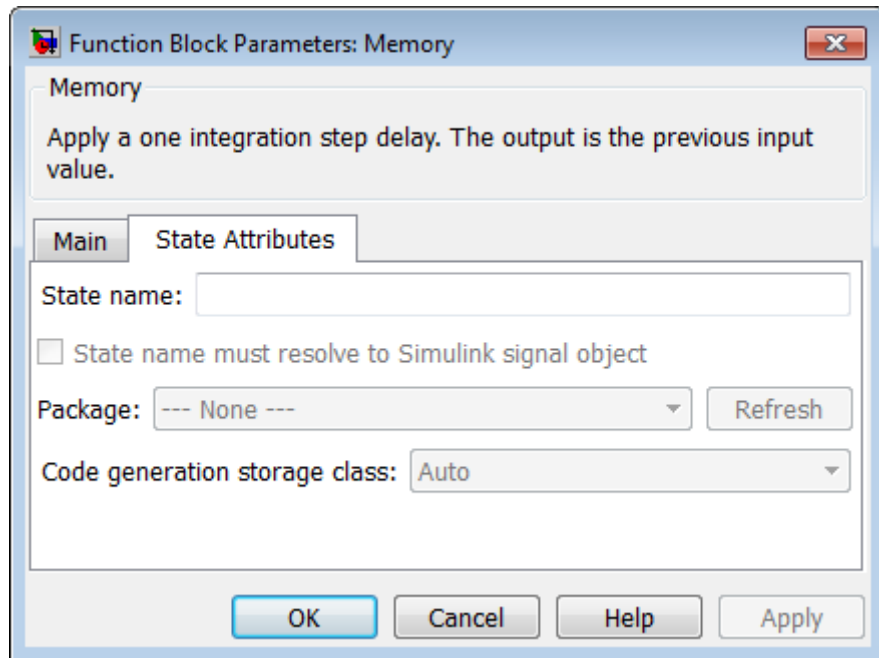 Function Block Parameters: Memory
Memory
Apply a one integration step delay. The output is the previous input
value.
Main State Attributes
State name:
State name must resolve to Simulink signal object
Package: --- None --- Refresh
Code generation storage class: Auto
OK Cancel Help Apply